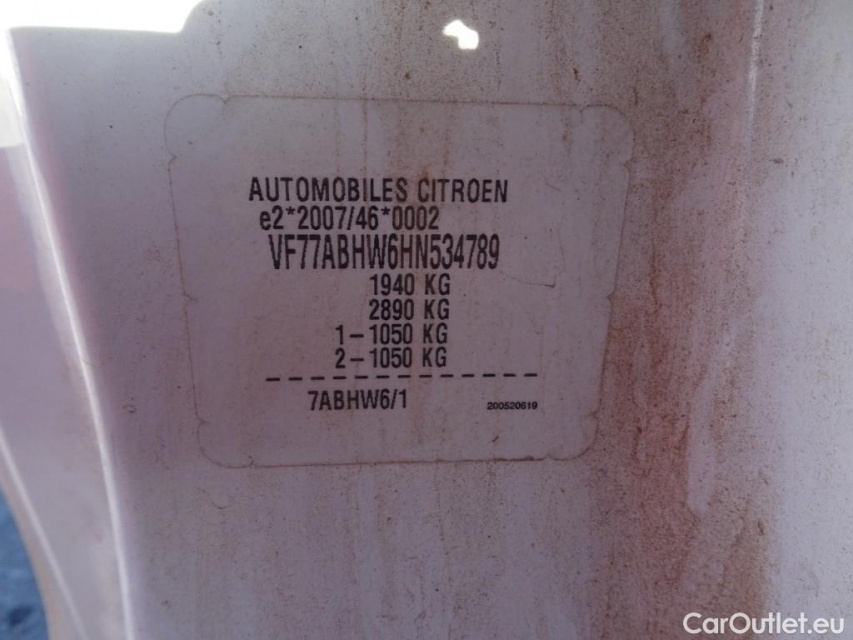 AUTOMOBILES CITROEN
e2*2007/46*0002
VF77ABHW6HN534789
1940 KG
2890 KG
1-1050 KG
2-1050 KG
7ABHW6/1
200520619
CarOutlet.eu